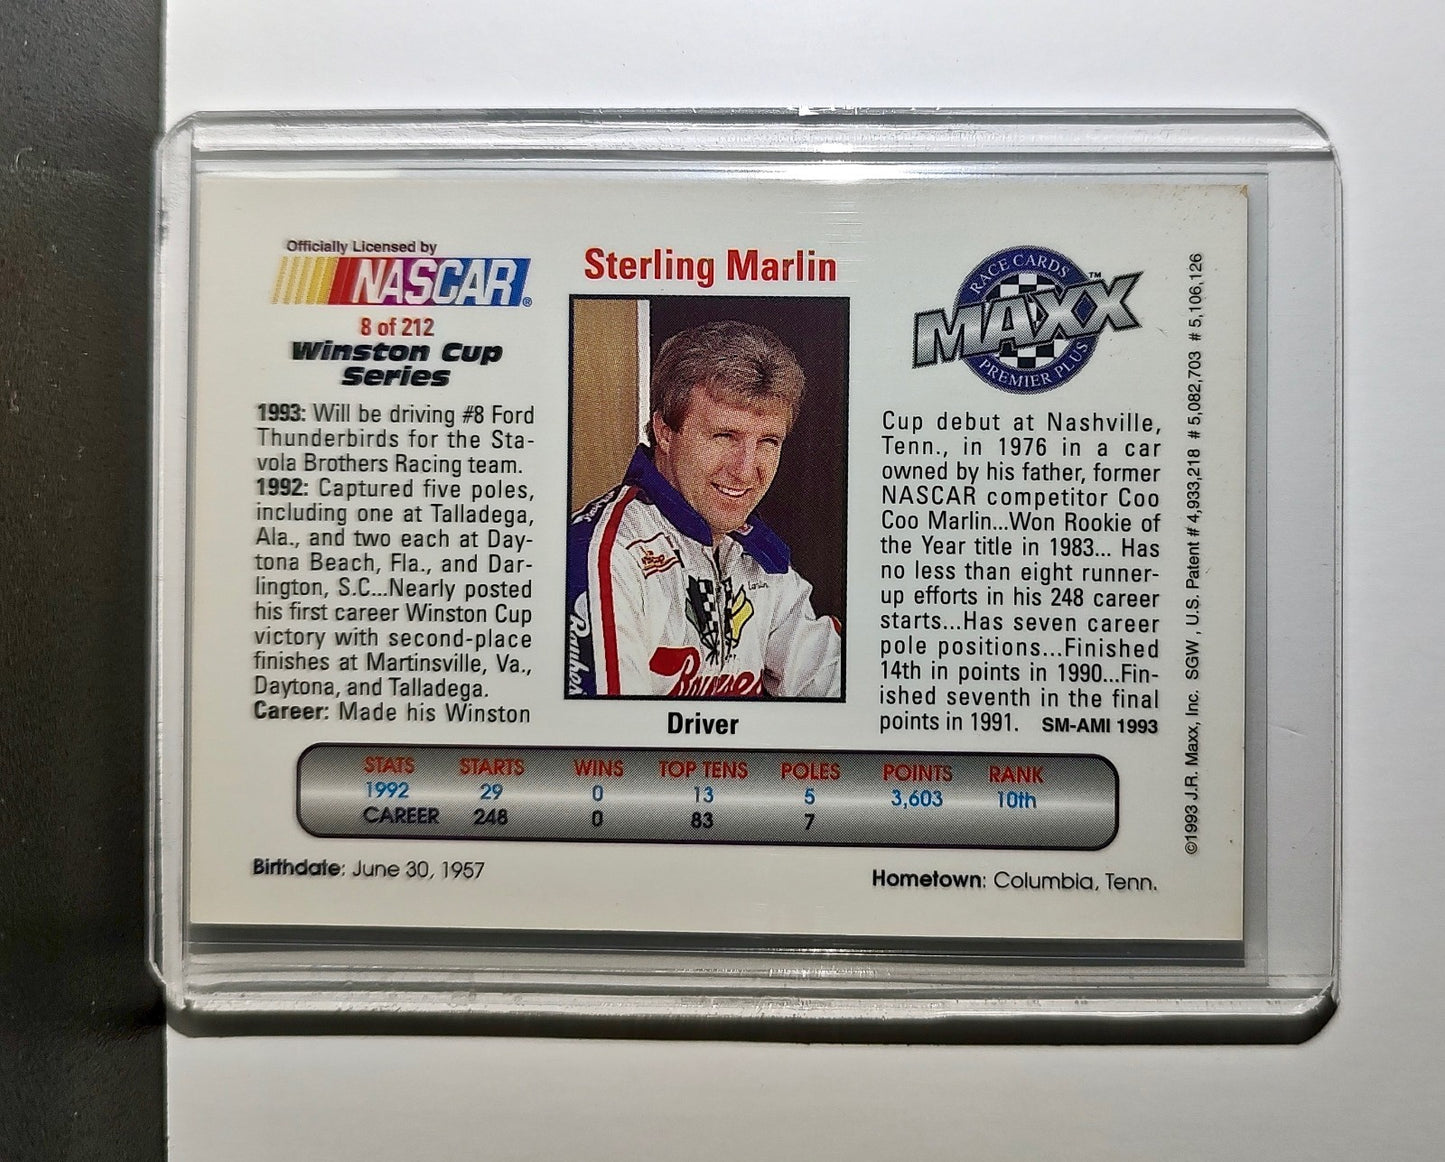 Officially Licensed by
NASCAR®
8 of 212
Winston Cup
Series
1993: Will be driving #8 Ford
Thunderbirds for the Sta-
vola Brothers Racing team.
1992: Captured five poles,
including one at Talladega,
Ala., and two each at Day-
tona Beach, Fla., and Dar-
lington, S.C...Nearly posted
his first career Winston Cup
victory with second-place
finishes at Martinsville, Va.,
Daytona, and Talladega.
Career: Made his Winston
Sterling Marlin
Raybes
Driver
RACE CARDS
MAXX™
PREMIER PLUS
Cup debut at Nashville,
Tenn., in 1976 in a car
owned by his father, former
NASCAR competitor Coo
Coo Marlin...Won Rookie of
the Year title in 1983... Has
no less than eight runner-
up efforts in his 248 career
starts...Has seven career
pole positions...Finished
14th in points in 1990...Fin-
ished seventh in the final
points in 1991. SM-AMI 1993
©1993 J.R. Maxx, Inc. SGW, U.S. Patent # 4,933,218 # 5,082,703 # 5,106,126
STATS STARTS WINS TOP TENS POLES POINTS RANK
1992 29 0 13 5 3,603 10th
CAREER 248 0 83 7
Birthdate: June 30, 1957
Hometown: Columbia, Tenn.